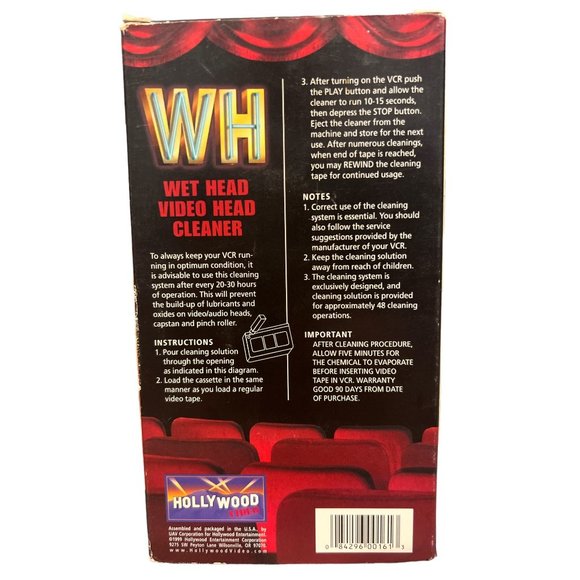 WH
WET HEAD
VIDEO HEAD
CLEANER
To always keep your VCR run-
ning in optimum condition, it
is advisable to use this cleaning
system after every 20-30 hours
of operation. This will prevent
the build-up of lubricants and
oxides on video/audio heads,
capstan and pinch roller.
INSTRUCTIONS
1. Pour cleaning solution
through the opening
as indicated in this diagram.
2. Load the cassette in the same
manner as you load a regular
video tape.
3. After turning on the VCR push
the PLAY button and allow the
cleaner to run 10-15 seconds,
then depress the STOP button.
Eject the cleaner from the
machine and store for the next
use. After numerous cleanings,
when end of tape is reached,
you may REWIND the cleaning
tape for continued usage.
NOTES
1. Correct use of the cleaning
system is essential. You should
also follow the service
suggestions provided by the
manufacturer of your VCR.
2. Keep the cleaning solution
away from reach of children.
3. The cleaning system is
exclusively designed, and
cleaning solution is provided
for approximately 48 cleaning
operations.
IMPORTANT
AFTER CLEANING PROCEDURE,
ALLOW FIVE MINUTES FOR
THE CHEMICAL TO EVAPORATE
BEFORE INSERTING VIDEO
TAPE IN VCR. WARRANTY
GOOD 90 DAYS FROM DATE
OF PURCHASE.
HOLLYWOOD
VIDEO
Assembled and packaged in the U.S.A., by
UAV Corporation for Hollywood Entertainment.
©1999 Hollywood Entertainment Corporation
9275 SW Peyton Lane Wilsonville, OR 97070.
www.HollywoodVideo.com
0 84296 00161 3